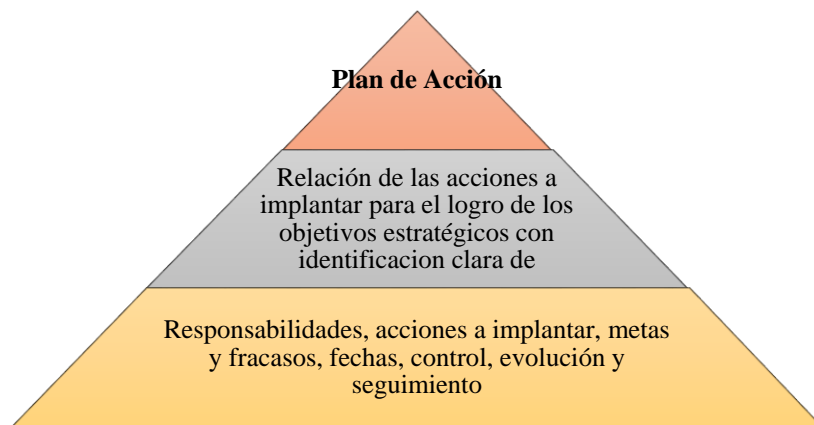 Plan de Acción
Relación de las acciones a
implantar para el logro de los
objetivos estratégicos con
identificacion clara de
Responsabilidades, acciones a implantar, metas
y fracasos, fechas, control, evolución y
seguimiento